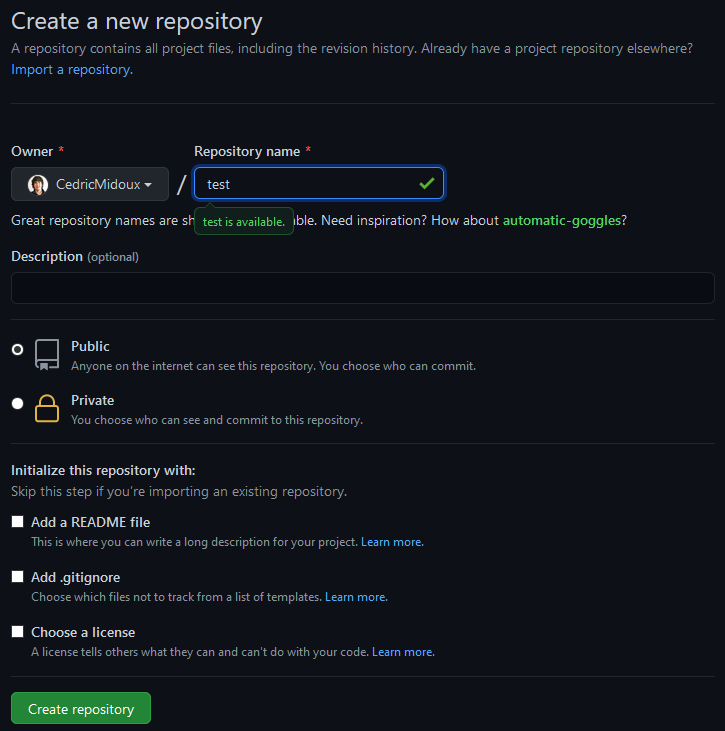 Create a new repository
A repository contains all project files, including the revision history. Already have a project repository elsewhere?
Import a repository.
Owner * Repository name *
CedricMidoux / test
Great repository names are sh ble. Need inspiration? How about automatic-goggles?
test is available.
Description (optional)
Public
Anyone on the internet can see this repository. You choose who can commit.
Private
You choose who can see and commit to this repository.
Initialize this repository with:
Skip this step if you're importing an existing repository.
Add a README file
This is where you can write a long description for your project. Learn more.
Add .gitignore
Choose which files not to track from a list of templates. Learn more.
Choose a license
A license tells others what they can and can't do with your code. Learn more.
Create repository